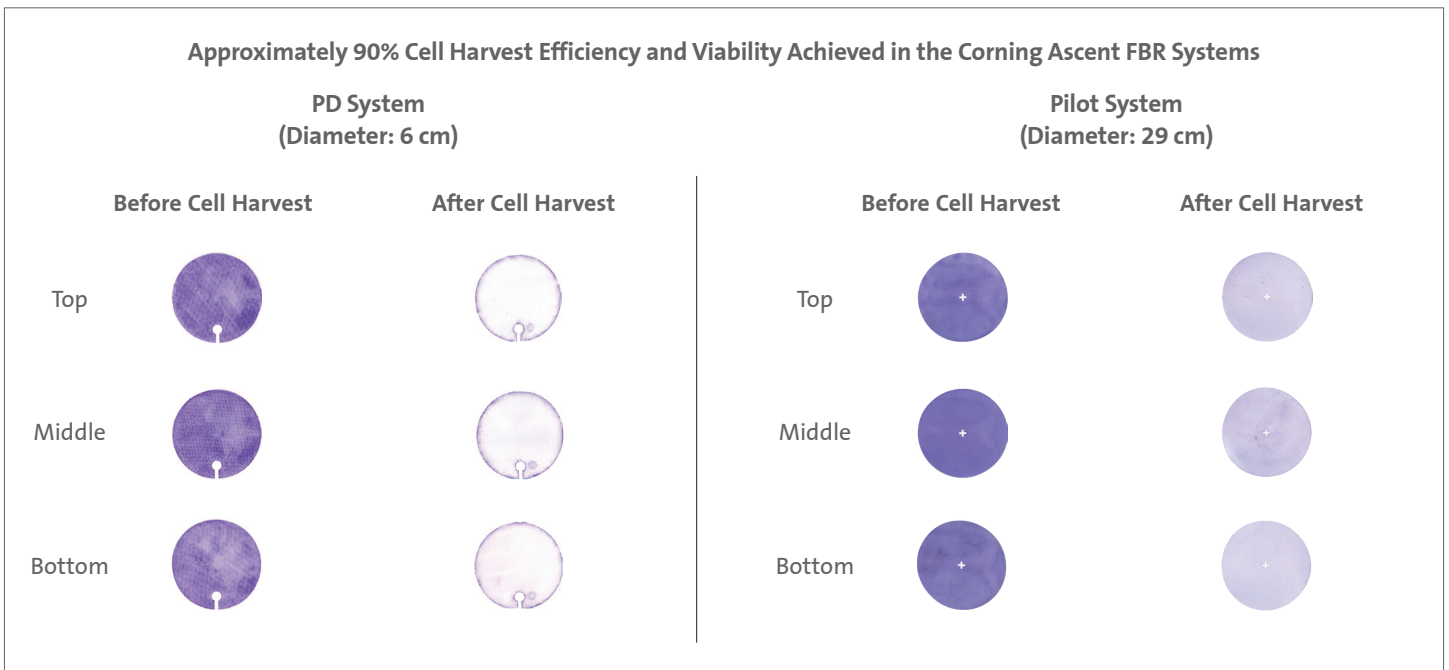 Approximately 90% Cell Harvest Efficiency and Viability Achieved in the Corning Ascent FBR Systems
PD System
(Diameter: 6 cm)
Before Cell Harvest
After Cell Harvest
Top
Middle
Bottom
Pilot System
(Diameter: 29 cm)
Before Cell Harvest
After Cell Harvest
Top
Middle
Bottom